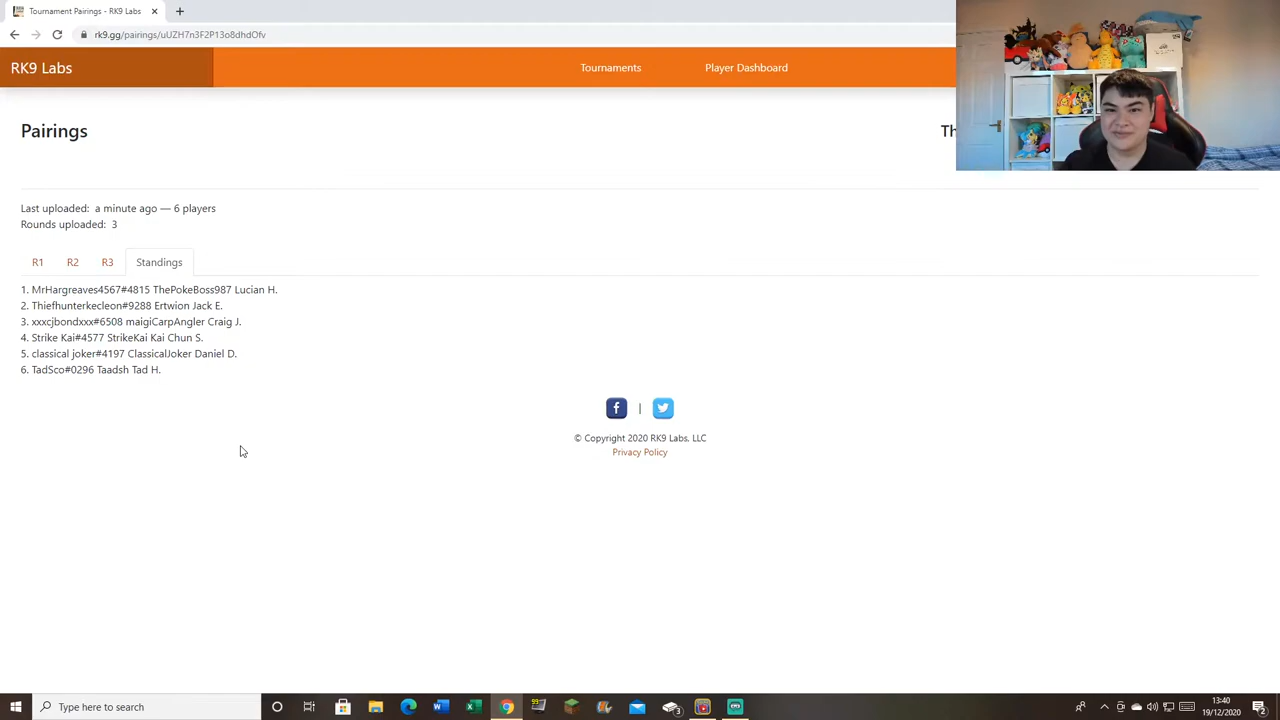 Tournament Pairings - RK9 Labs
rk9.gg/pairings/uUZH7n3F2P13o8dhdOfv
RK9 Labs
Tournaments
Player Dashboard
Pairings
Th
Last uploaded: a minute ago — 6 players
Rounds uploaded: 3
R1 R2 R3 Standings
1. MrHargreaves4567#4815 ThePokeBoss987 Lucian H.
2. Thiefhunterkecleon#9288 Ertwion Jack E.
3. xxxcjbondxxx#6508 maigiCarpAngler Craig J.
4. Strike Kai#4577 StrikeKai Kai Chun S.
5. classical joker#4197 ClassicalJoker Daniel D.
6. TadSco#0296 Taadsh Tad H.
f | 
© Copyright 2020 RK9 Labs, LLC
Privacy Policy
Type here to search
13:40
19/12/2020